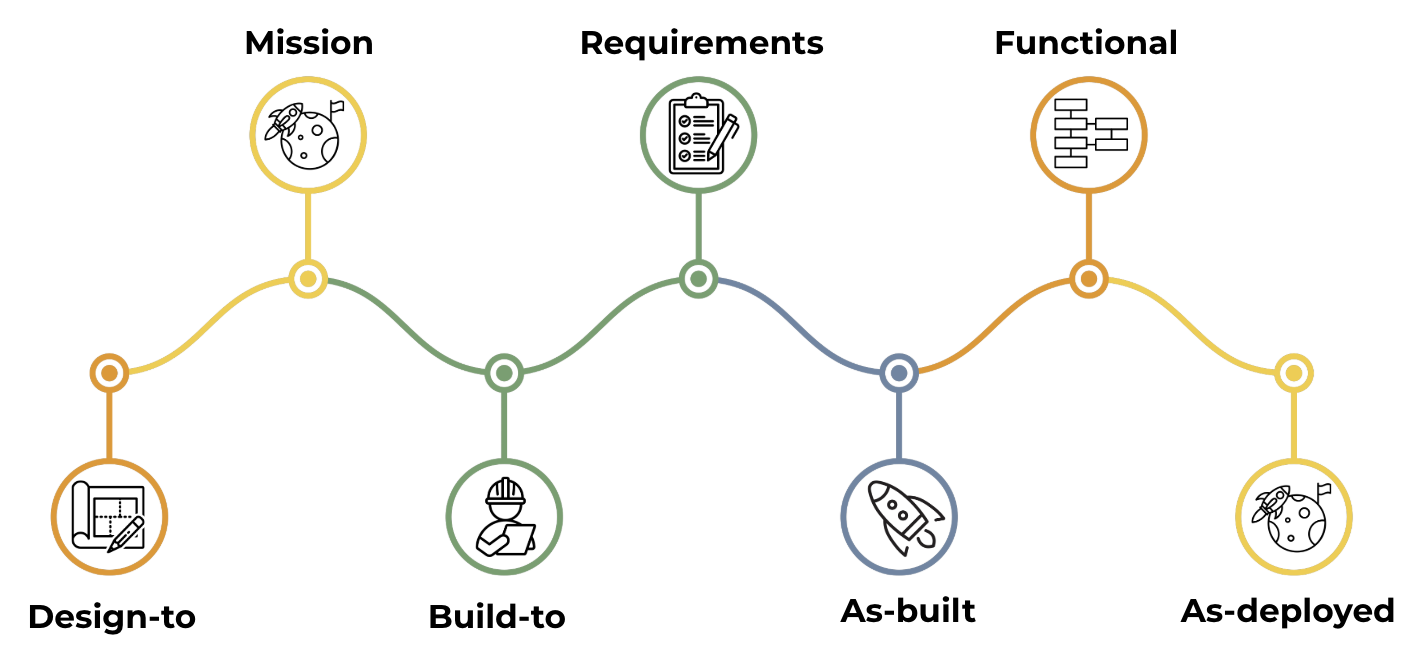 Mission
Requirements
Functional
Design-to
Build-to
As-built
As-deployed